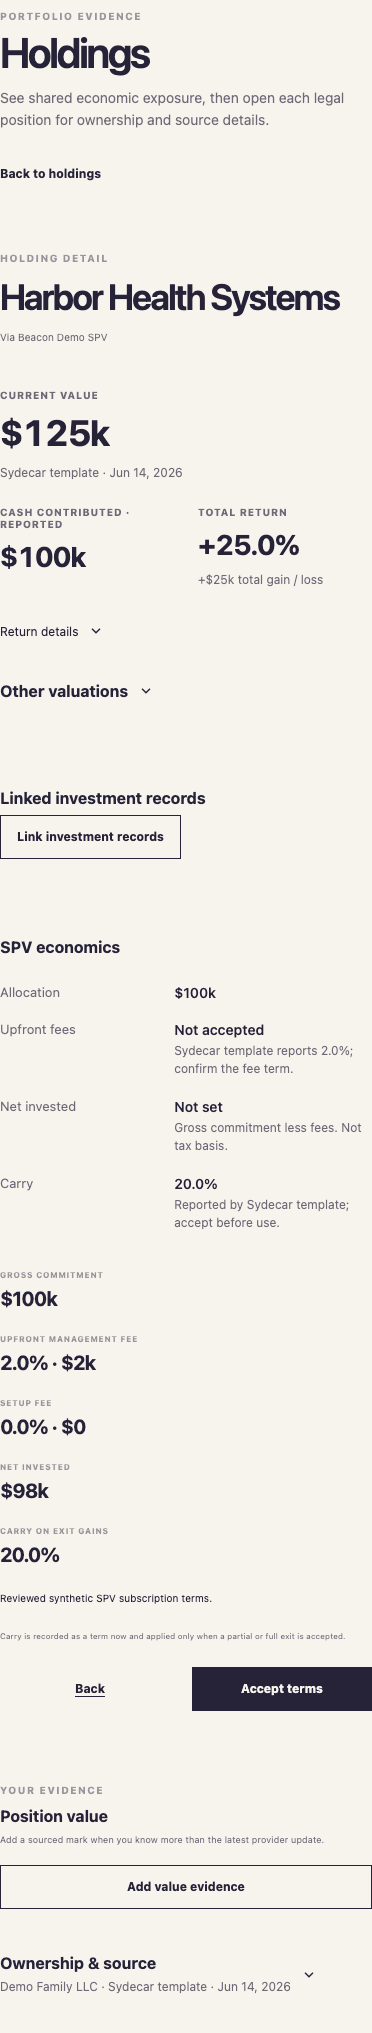 PORTFOLIO EVIDENCE
Holdings
See shared economic exposure, then open each legal
position for ownership and source details.
Back to holdings
HOLDING DETAIL
Harbor Health Systems
Via Beacon Demo SPV
CURRENT VALUE
$125k
Sydecar template · Jun 14, 2026
CASH CONTRIBUTED ·
REPORTED
$100k
TOTAL RETURN
+25.0%
+$25k total gain / loss
Return details
Other valuations
Linked investment records
Link investment records
SPV economics
Allocation
$100k
Upfront fees
Not accepted
Sydecar template reports 2.0%;
confirm the fee term.
Net invested
Not set
Gross commitment less fees. Not
tax basis.
Carry
20.0%
Reported by Sydecar template;
accept before use.
GROSS COMMITMENT
$100k
UPFRONT MANAGEMENT FEE
2.0% · $2k
SETUP FEE
0.0% · $0
NET INVESTED
$98k
CARRY ON EXIT GAINS
20.0%
Reviewed synthetic SPV subscription terms.
Carry is recorded as a term now and applied only when a partial or full exit is accepted.
Back
Accept terms
YOUR EVIDENCE
Position value
Add a sourced mark when you know more than the latest provider update.
Add value evidence
Ownership & source
Demo Family LLC · Sydecar template · Jun 14, 2026